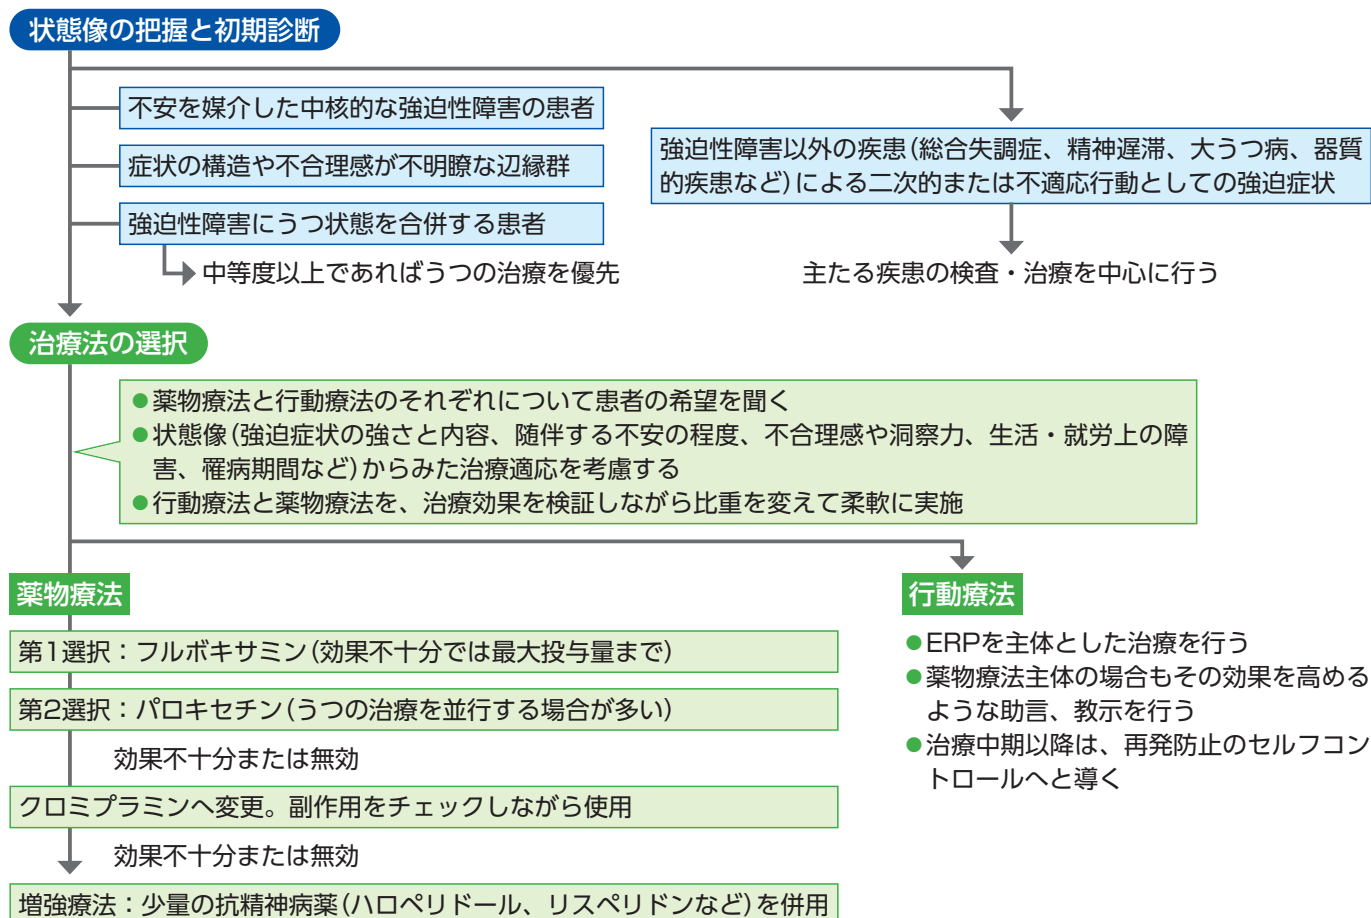 状態像の把握と初期診断
不安を媒介した中核的な強迫性障害の患者
症状の構造や不合理感が不明瞭な辺縁群
強迫性障害にうつ状態を合併する患者
中等度以上であればうつの治療を優先
強迫性障害以外の疾患(総合失調症、精神遅滞、大うつ病、器質
的疾患など)による二次的または不適応行動としての強迫症状
主たる疾患の検査・治療を中心に行う
治療法の選択
●薬物療法と行動療法のそれぞれについて患者の希望を聞く
●状態像(強迫症状の強さと内容、随伴する不安の程度、不合理感や洞察力、生活・就労上の障
害、罹病期間など)からみた治療適応を考慮する
●行動療法と薬物療法を、治療効果を検証しながら比重を変えて柔軟に実施
薬物療法
第1選択：フルボキサミン(効果不十分では最大投与量まで)
第2選択：パロキセチン(うつの治療を並行する場合が多い)
効果不十分または無効
クロミプラミンへ変更。副作用をチェックしながら使用
効果不十分または無効
増強療法：少量の抗精神病薬(ハロペリドール、リスペリドンなど)を併用
行動療法
●ERPを主体とした治療を行う
●薬物療法主体の場合もその効果を高める
ような助言、教示を行う
●治療中期以降は、再発防止のセルフコン
トロールへと導く